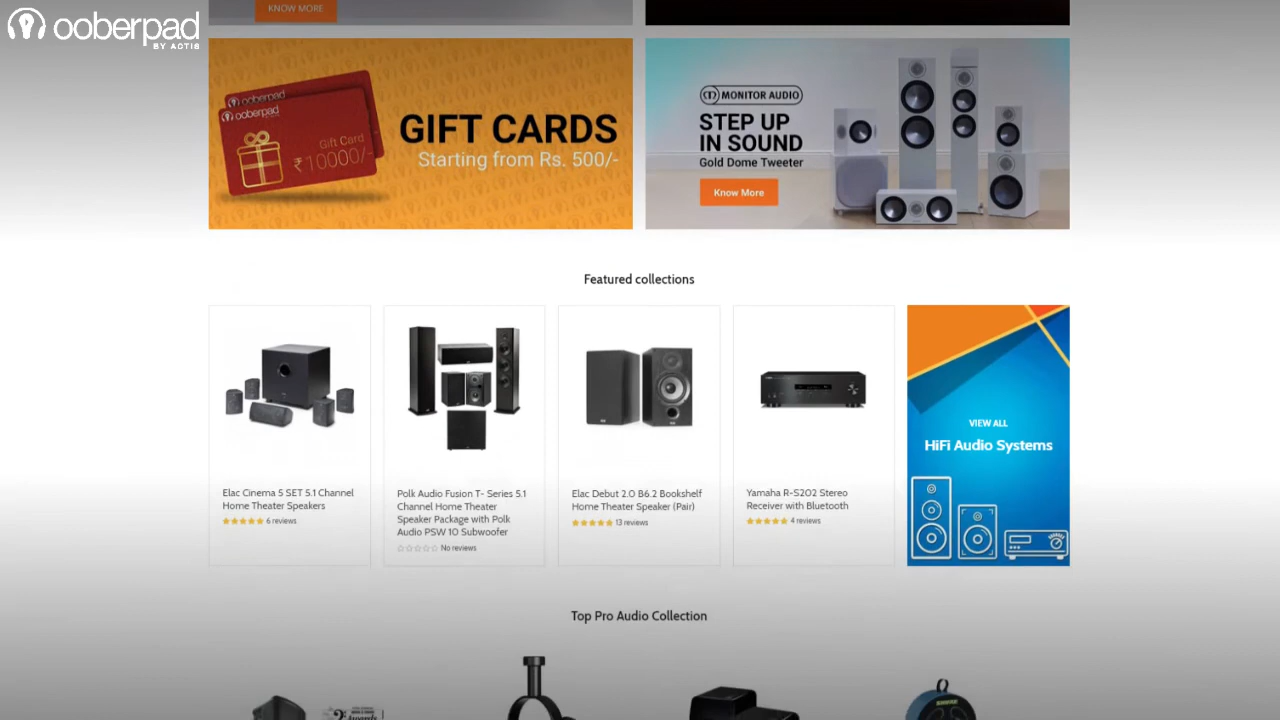 ooberpad
BY ACTIS
KNOW MORE
ooberpad
ooberpad
Gift Card
₹10000/-
GIFT CARDS
Starting from Rs. 500/-
MONITOR AUDIO
STEP UP
IN SOUND
Gold Dome Tweeter
Know More
Featured collections
Elac Cinema 5 SET 5.1 Channel
Home Theater Speakers
6 reviews
Polk Audio Fusion T- Series 5.1
Channel Home Theater
Speaker Package with Polk
Audio PSW 10 Subwoofer
No reviews
Elac Debut 2.0 B6.2 Bookshelf
Home Theater Speaker (Pair)
13 reviews
Yamaha R-S202 Stereo
Receiver with Bluetooth
4 reviews
VIEW ALL
HiFi Audio Systems
Top Pro Audio Collection
Awards